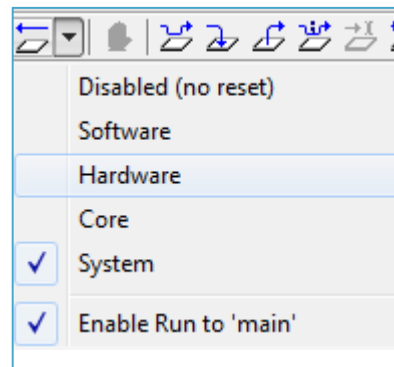 Disabled (no reset)
Software
Hardware
Core
System
Enable Run to 'main'